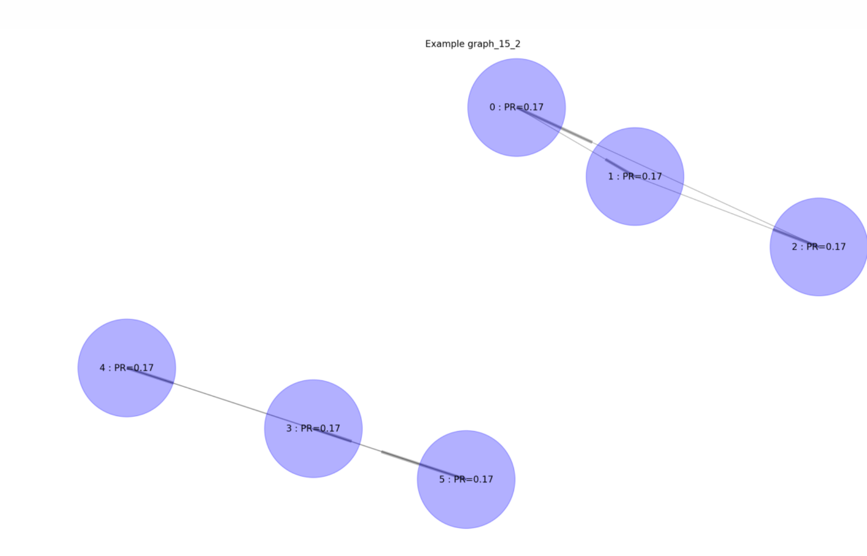 Example graph_15_2
0 : PR=0.17
1 : PR=0.17
2 : PR=0.17
4 : PR=0.17
3 : PR=0.17
5 : PR=0.17